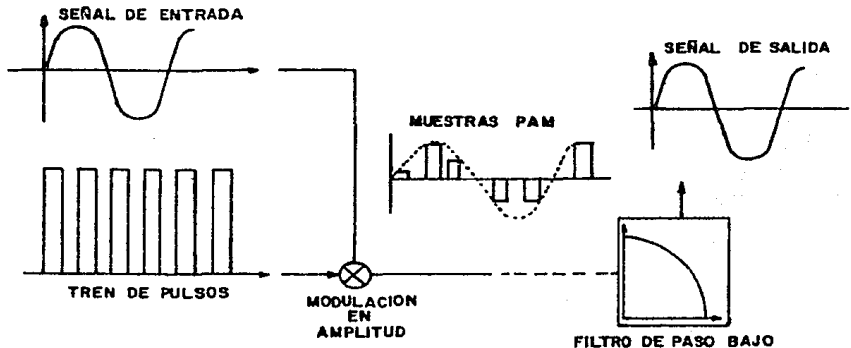 SEÑAL DE ENTRADA
SEÑAL DE SALIDA
MUESTRAS PAM
TREN DE PULSOS
MODULACION
EN
AMPLITUD
FILTRO DE PASO BAJO